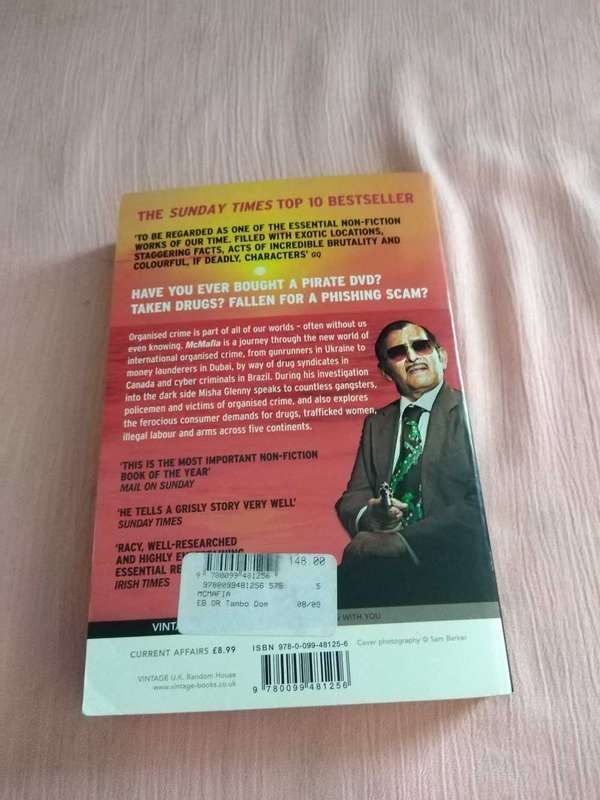 THE SUNDAY TIMES TOP 10 BESTSELLER
'TO BE REGARDED AS ONE OF THE ESSENTIAL NON-FICTION
WORKS OF OUR TIME. FILLED WITH EXOTIC LOCATIONS,
STAGGERING FACTS, ACTS OF INCREDIBLE BRUTALITY AND
COLOURFUL, IF DEADLY, CHARACTERS' GQ
HAVE YOU EVER BOUGHT A PIRATE DVD?
TAKEN DRUGS? FALLEN FOR A PHISHING SCAM?
Organised crime is part of all of our worlds – often without us
even knowing. McMafia is a journey through the new world of
international organised crime, from gunrunners in Ukraine to
money launderers in Dubai, by way of drug syndicates in
Canada and cyber criminals in Brazil. During his investigation
into the dark side Misha Glenny speaks to countless gangsters,
policemen and victims of organised crime, and also explores
the ferocious consumer demands for drugs, trafficked women,
illegal labour and arms across five continents.
'THIS IS THE MOST IMPORTANT NON-FICTION
BOOK OF THE YEAR'
MAIL ON SUNDAY
'HE TELLS A GRISLY STORY VERY WELL'
SUNDAY TIMES
'RACY, WELL-RESEARCHED
AND HIGHLY
ESSENTIAL
IRISH TIMES
148.00
9 780099 481256
9780099481256 575 S
MCMAFIA
EB OR Tambo Dom 08/09
WITH YOU
CURRENT AFFAIRS £8.99
ISBN 978-0-099-48125-6
Cover photography © Sam Barker
VINTAGE U.K. Random House
www.vintage-books.co.uk
9 780099 481256